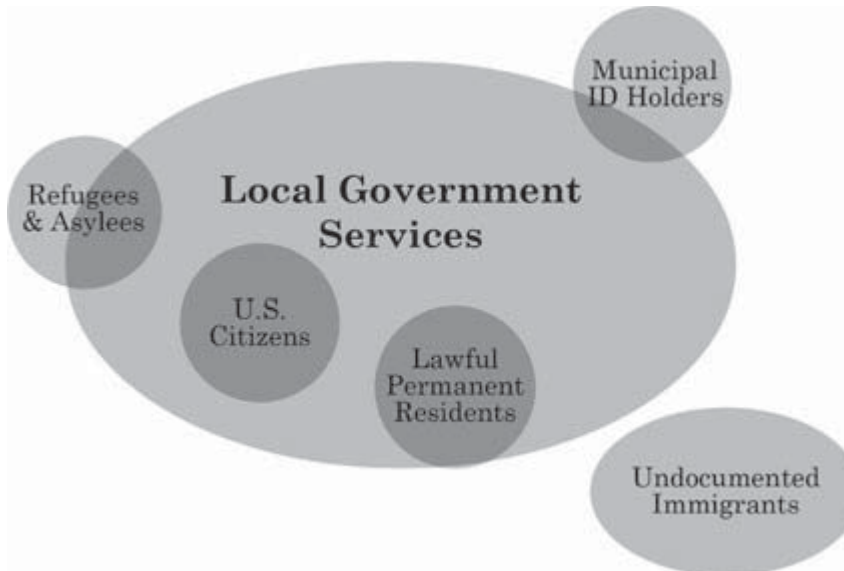 Municipal
ID Holders
Refugees
& Asylees
Local Government
Services
U.S.
Citizens
Lawful
Permanent
Residents
Undocumented
Immigrants